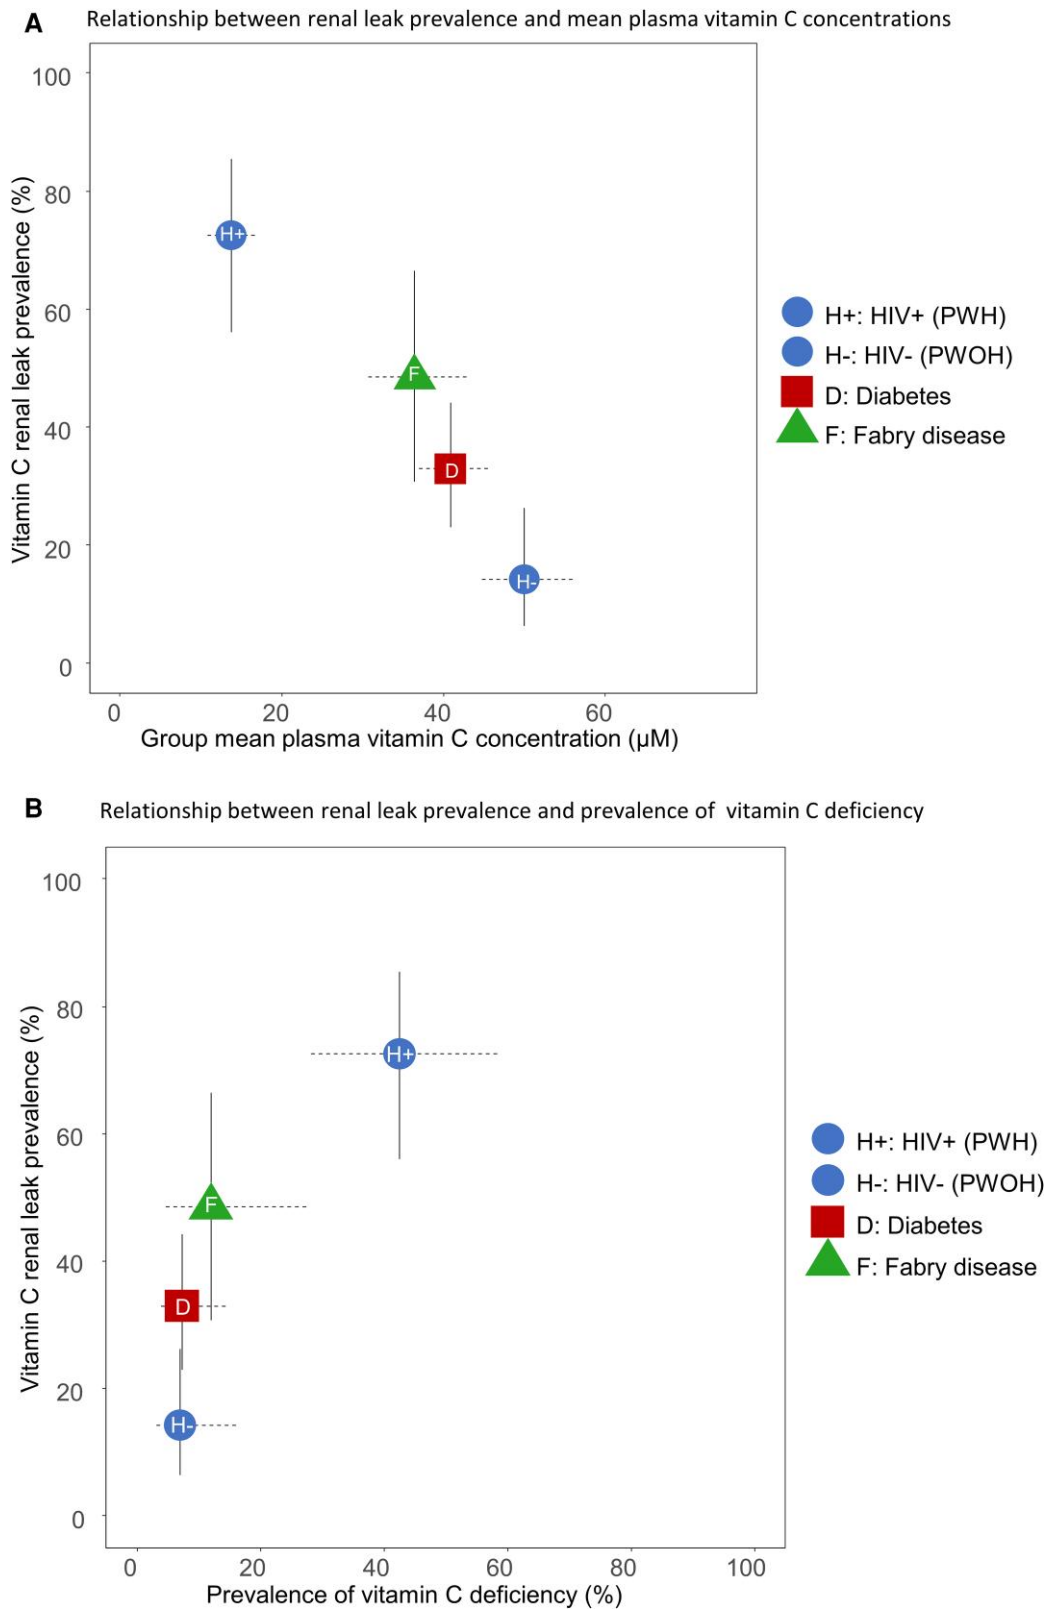 A
Relationship between renal leak prevalence and mean plasma vitamin C concentrations
Vitamin C renal leak prevalence (%)
100
80
60
40
20
0
H+
F
D
H-
H+: HIV+ (PWH)
H-: HIV- (PWOH)
D: Diabetes
F: Fabry disease
0 20 40 60
Group mean plasma vitamin C concentration (µM)
B
Relationship between renal leak prevalence and prevalence of vitamin C deficiency
Vitamin C renal leak prevalence (%)
100
80
60
40
20
0
H+
F
D
H-
H+: HIV+ (PWH)
H-: HIV- (PWOH)
D: Diabetes
F: Fabry disease
0 20 40 60 80 100
Prevalence of vitamin C deficiency (%)